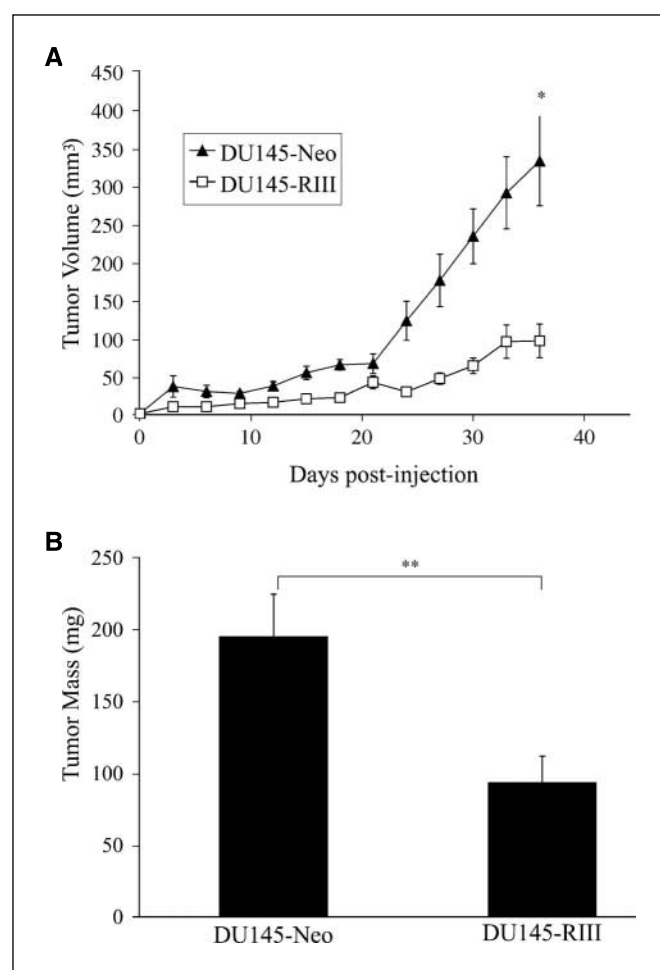 A
450
400
350
300
250
200
150
100
50
0
Tumor Volume (mm³)
*
DU145-Neo
DU145-RIII
0 10 20 30 40
Days post-injection
B
250
200
150
100
50
0
Tumor Mass (mg)
**
DU145-Neo DU145-RIII